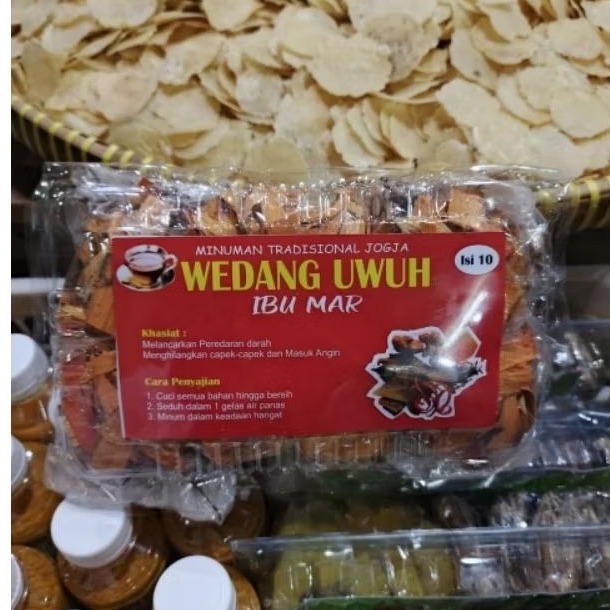 MINUMAN TRADISIONAL JOGJA
WEDANG UWUH
Isi 10
IBU MAR
Khasiat :
Melancarkan Peredaran darah
Menghilangkan capek-capek dan Masuk Angin
Cara Penyajian
1. Cuci semua bahan hingga bersih
2. Seduh dalam 1 gelas air panas
3. Minum dalam keadaan hangat